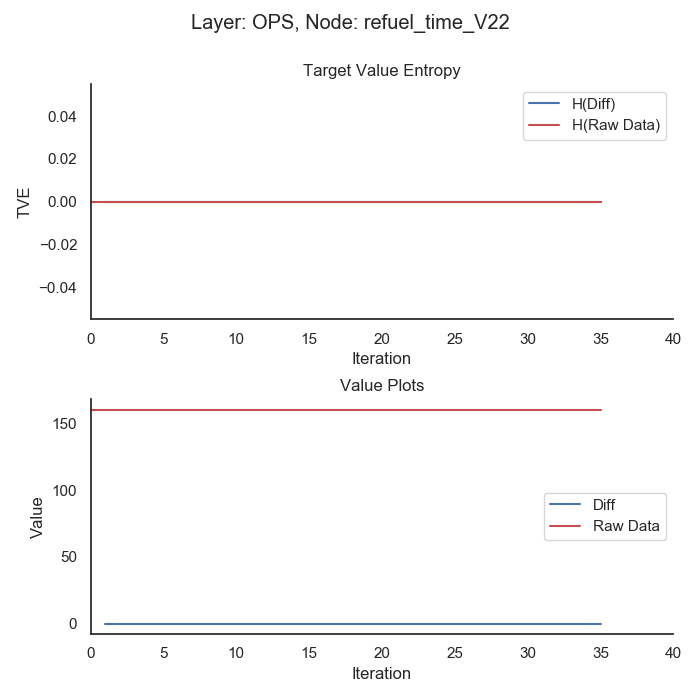 Layer: OPS, Node: refuel_time_V22
Target Value Entropy
H(Diff)
H(Raw Data)
0.04
0.02
0.00
−0.02
−0.04
TVE
0 5 10 15 20 25 30 35 40
Iteration
Value Plots
150
100
50
0
Value
Diff
Raw Data
0 5 10 15 20 25 30 35 40
Iteration